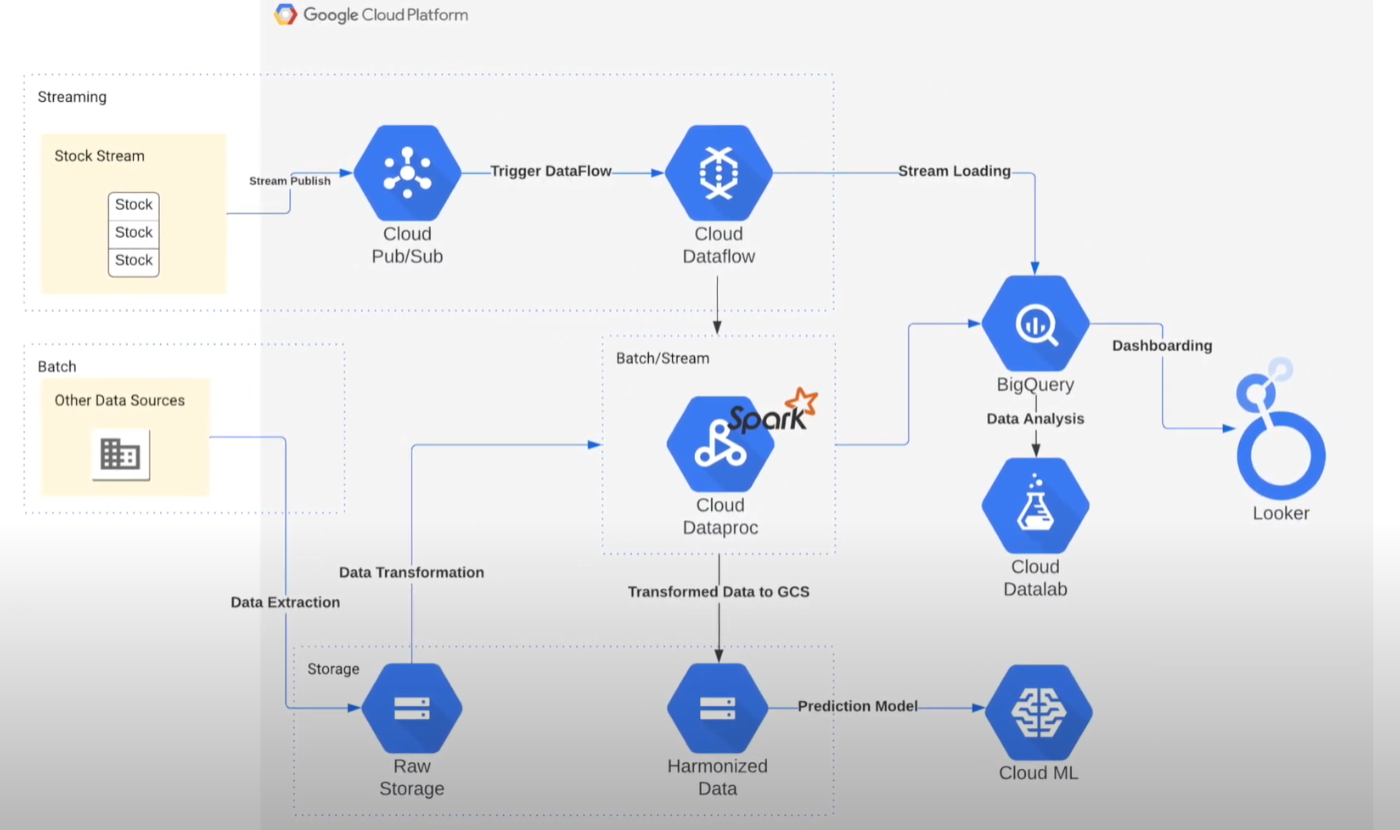 Google Cloud Platform
Streaming
Stock Stream
Stock
Stock
Stock
Stream Publish
Cloud
Pub/Sub
Trigger DataFlow
Cloud
Dataflow
Stream Loading
Batch
Other Data Sources
Batch/Stream
Spark
Cloud
Dataproc
BigQuery
Dashboarding
Data Analysis
Cloud
Datalab
Looker
Data Transformation
Data Extraction
Transformed Data to GCS
Storage
Raw
Storage
Harmonized
Data
Prediction Model
Cloud ML